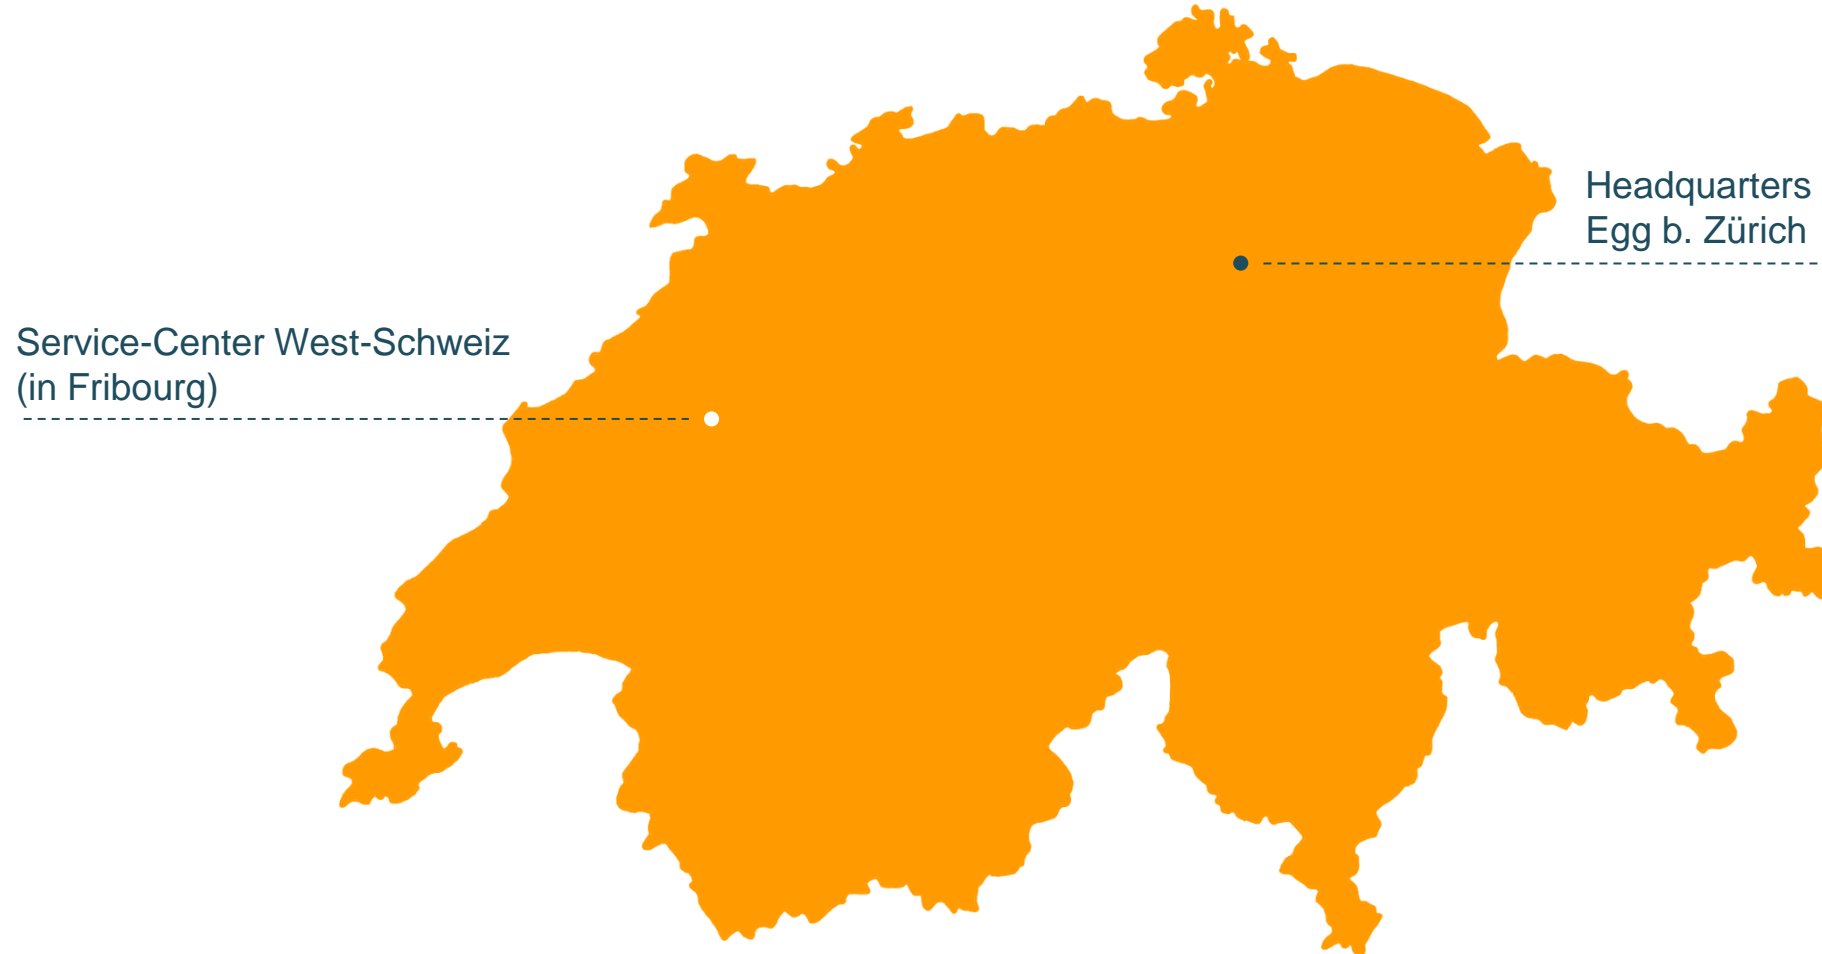 Headquarters
Egg b. Zürich
Service-Center West-Schweiz
(in Fribourg)